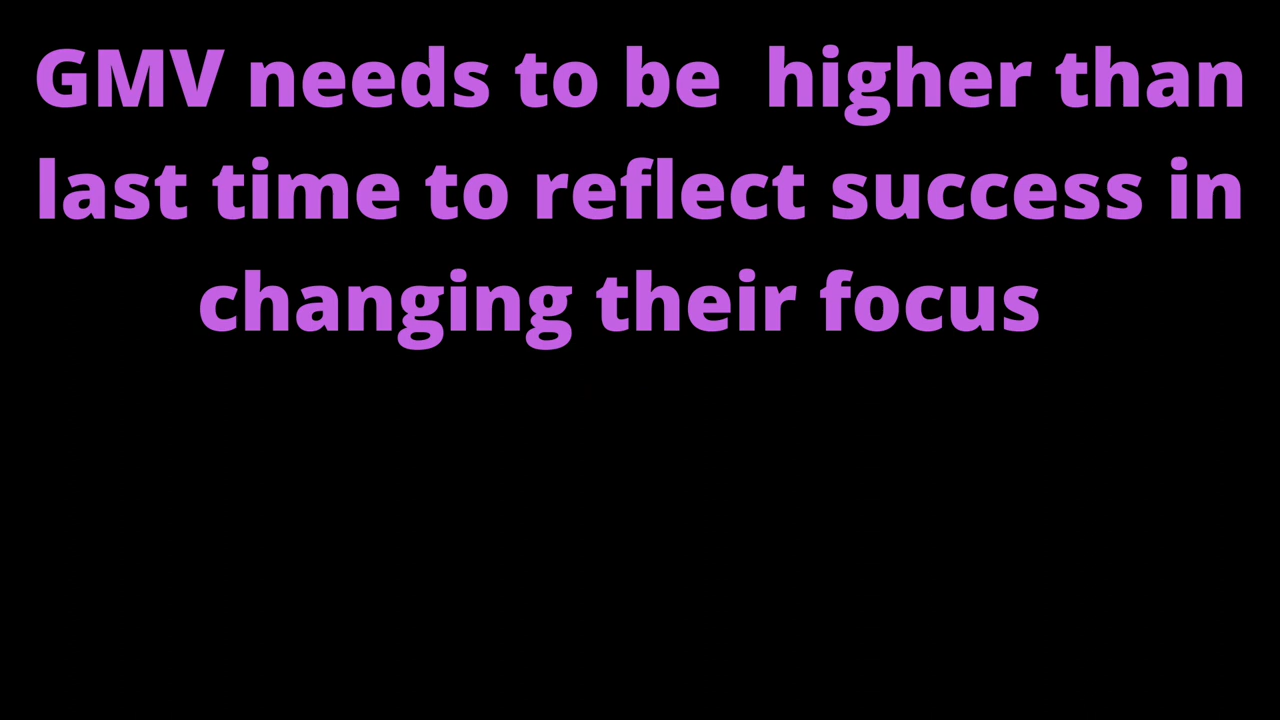 GMV needs to be  higher than
last time to reflect success in
changing their focus